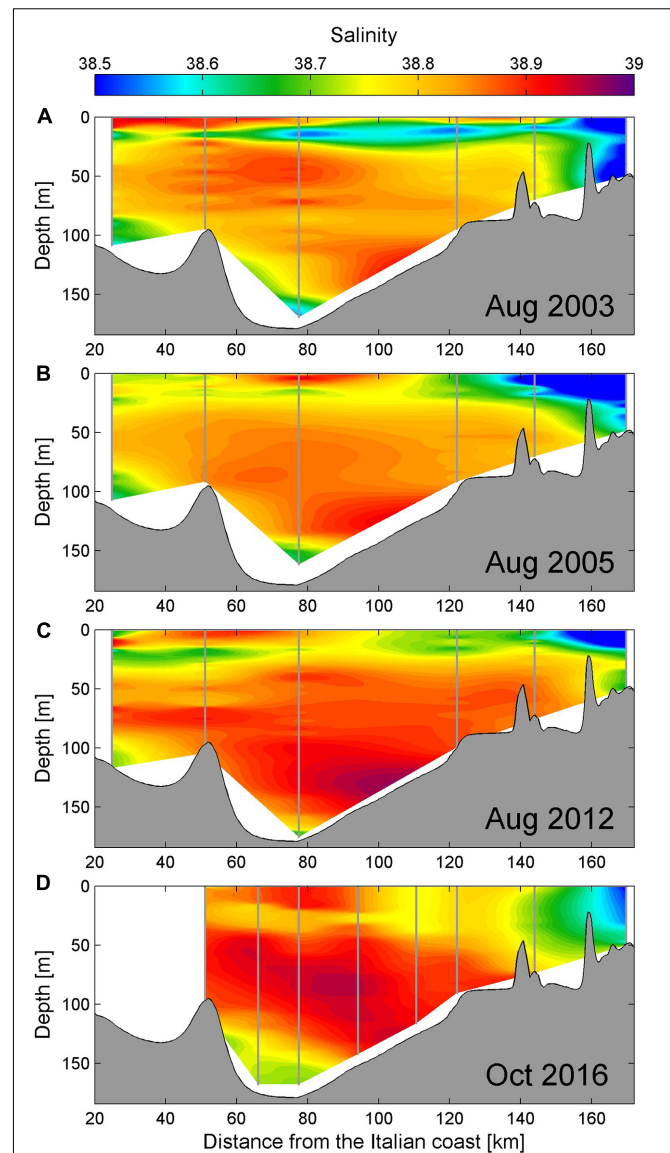 Salinity
38.5 38.6 38.7 38.8 38.9 39
A
0
50
100
150
Depth [m]
Aug 2003
20 40 60 80 100 120 140 160
B
0
50
100
150
Depth [m]
Aug 2005
20 40 60 80 100 120 140 160
C
0
50
100
150
Depth [m]
Aug 2012
20 40 60 80 100 120 140 160
D
0
50
100
150
Depth [m]
Oct 2016
20 40 60 80 100 120 140 160
Distance from the Italian coast [km]